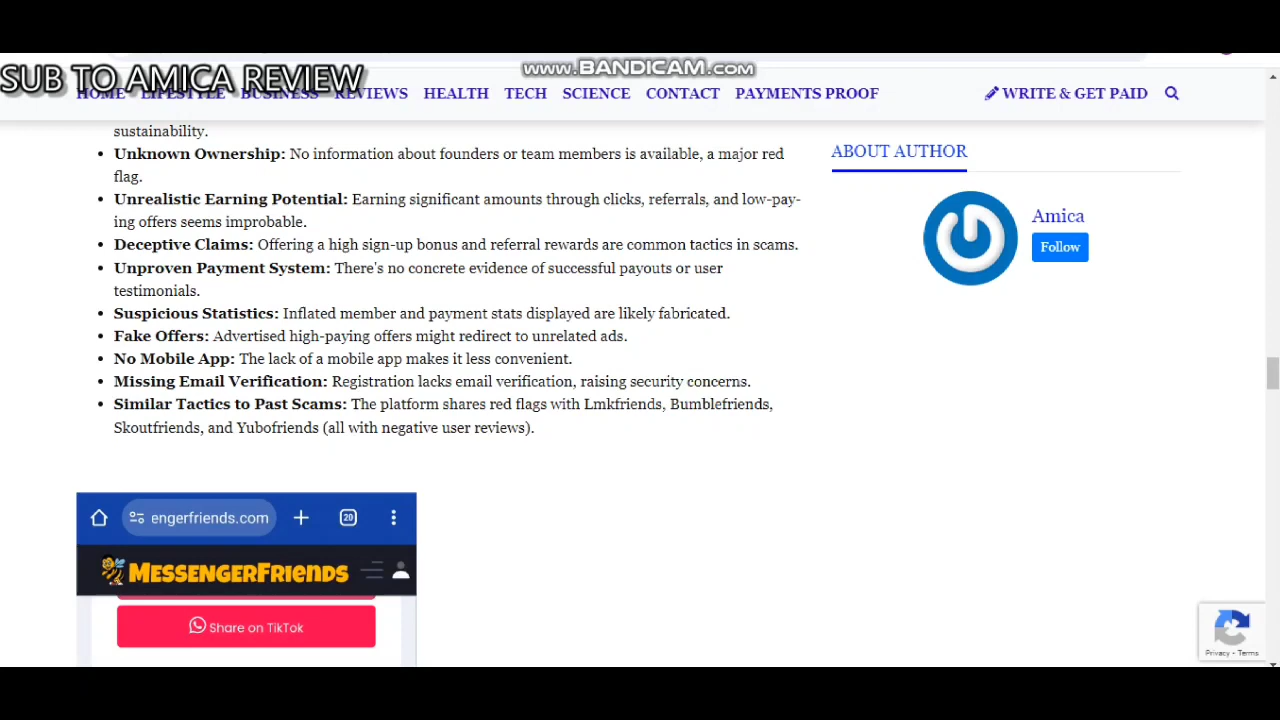 www.BANDICAM.com
SUB TO AMICA REVIEW
HOME LIFESTYLE BUSINESS REVIEWS HEALTH TECH SCIENCE CONTACT PAYMENTS PROOF WRITE & GET PAID
sustainability.
• Unknown Ownership: No information about founders or team members is available, a major red
flag.
• Unrealistic Earning Potential: Earning significant amounts through clicks, referrals, and low-pay-
ing offers seems improbable.
• Deceptive Claims: Offering a high sign-up bonus and referral rewards are common tactics in scams.
• Unproven Payment System: There's no concrete evidence of successful payouts or user
testimonials.
• Suspicious Statistics: Inflated member and payment stats displayed are likely fabricated.
• Fake Offers: Advertised high-paying offers might redirect to unrelated ads.
• No Mobile App: The lack of a mobile app makes it less convenient.
• Missing Email Verification: Registration lacks email verification, raising security concerns.
• Similar Tactics to Past Scams: The platform shares red flags with Lmkfriends, Bumblefriends,
Skoutfriends, and Yubofriends (all with negative user reviews).
ABOUT AUTHOR
Amica
Follow
engerfriends.com
20
MESSENGERFRIENDS
Share on TikTok
Privacy - Terms